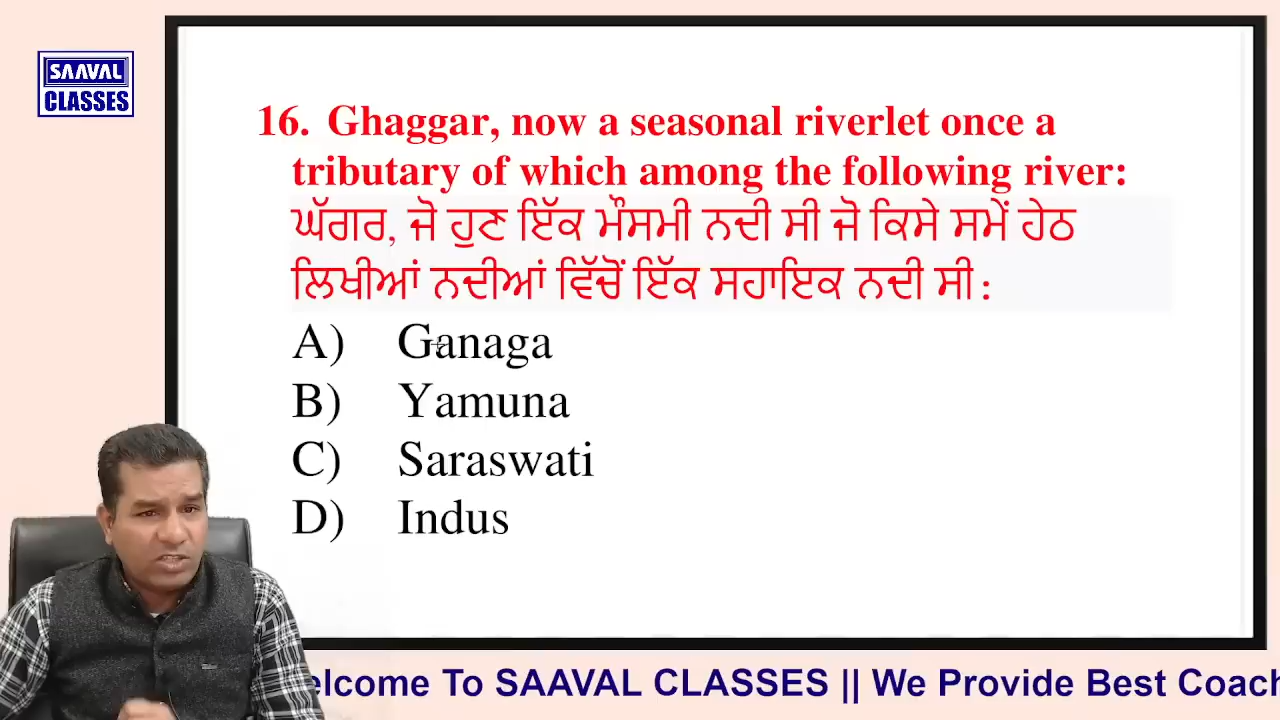 SAAVAL
CLASSES
16. Ghaggar, now a seasonal riverlet once a
tributary of which among the following river:
ਘੱਗਰ, ਜੋ ਹੁਣ ਇੱਕ ਮੌਸਮੀ ਨਦੀ ਸੀ ਜੋ ਕਿਸੇ ਸਮੇਂ ਹੇਠ
ਲਿਖੀਆਂ ਨਦੀਆਂ ਵਿੱਚੋਂ ਇੱਕ ਸਹਾਇਕ ਨਦੀ ਸੀ:
A) Ganaga
B) Yamuna
C) Saraswati
D) Indus
elcome To SAAVAL CLASSES || We Provide Best Coach